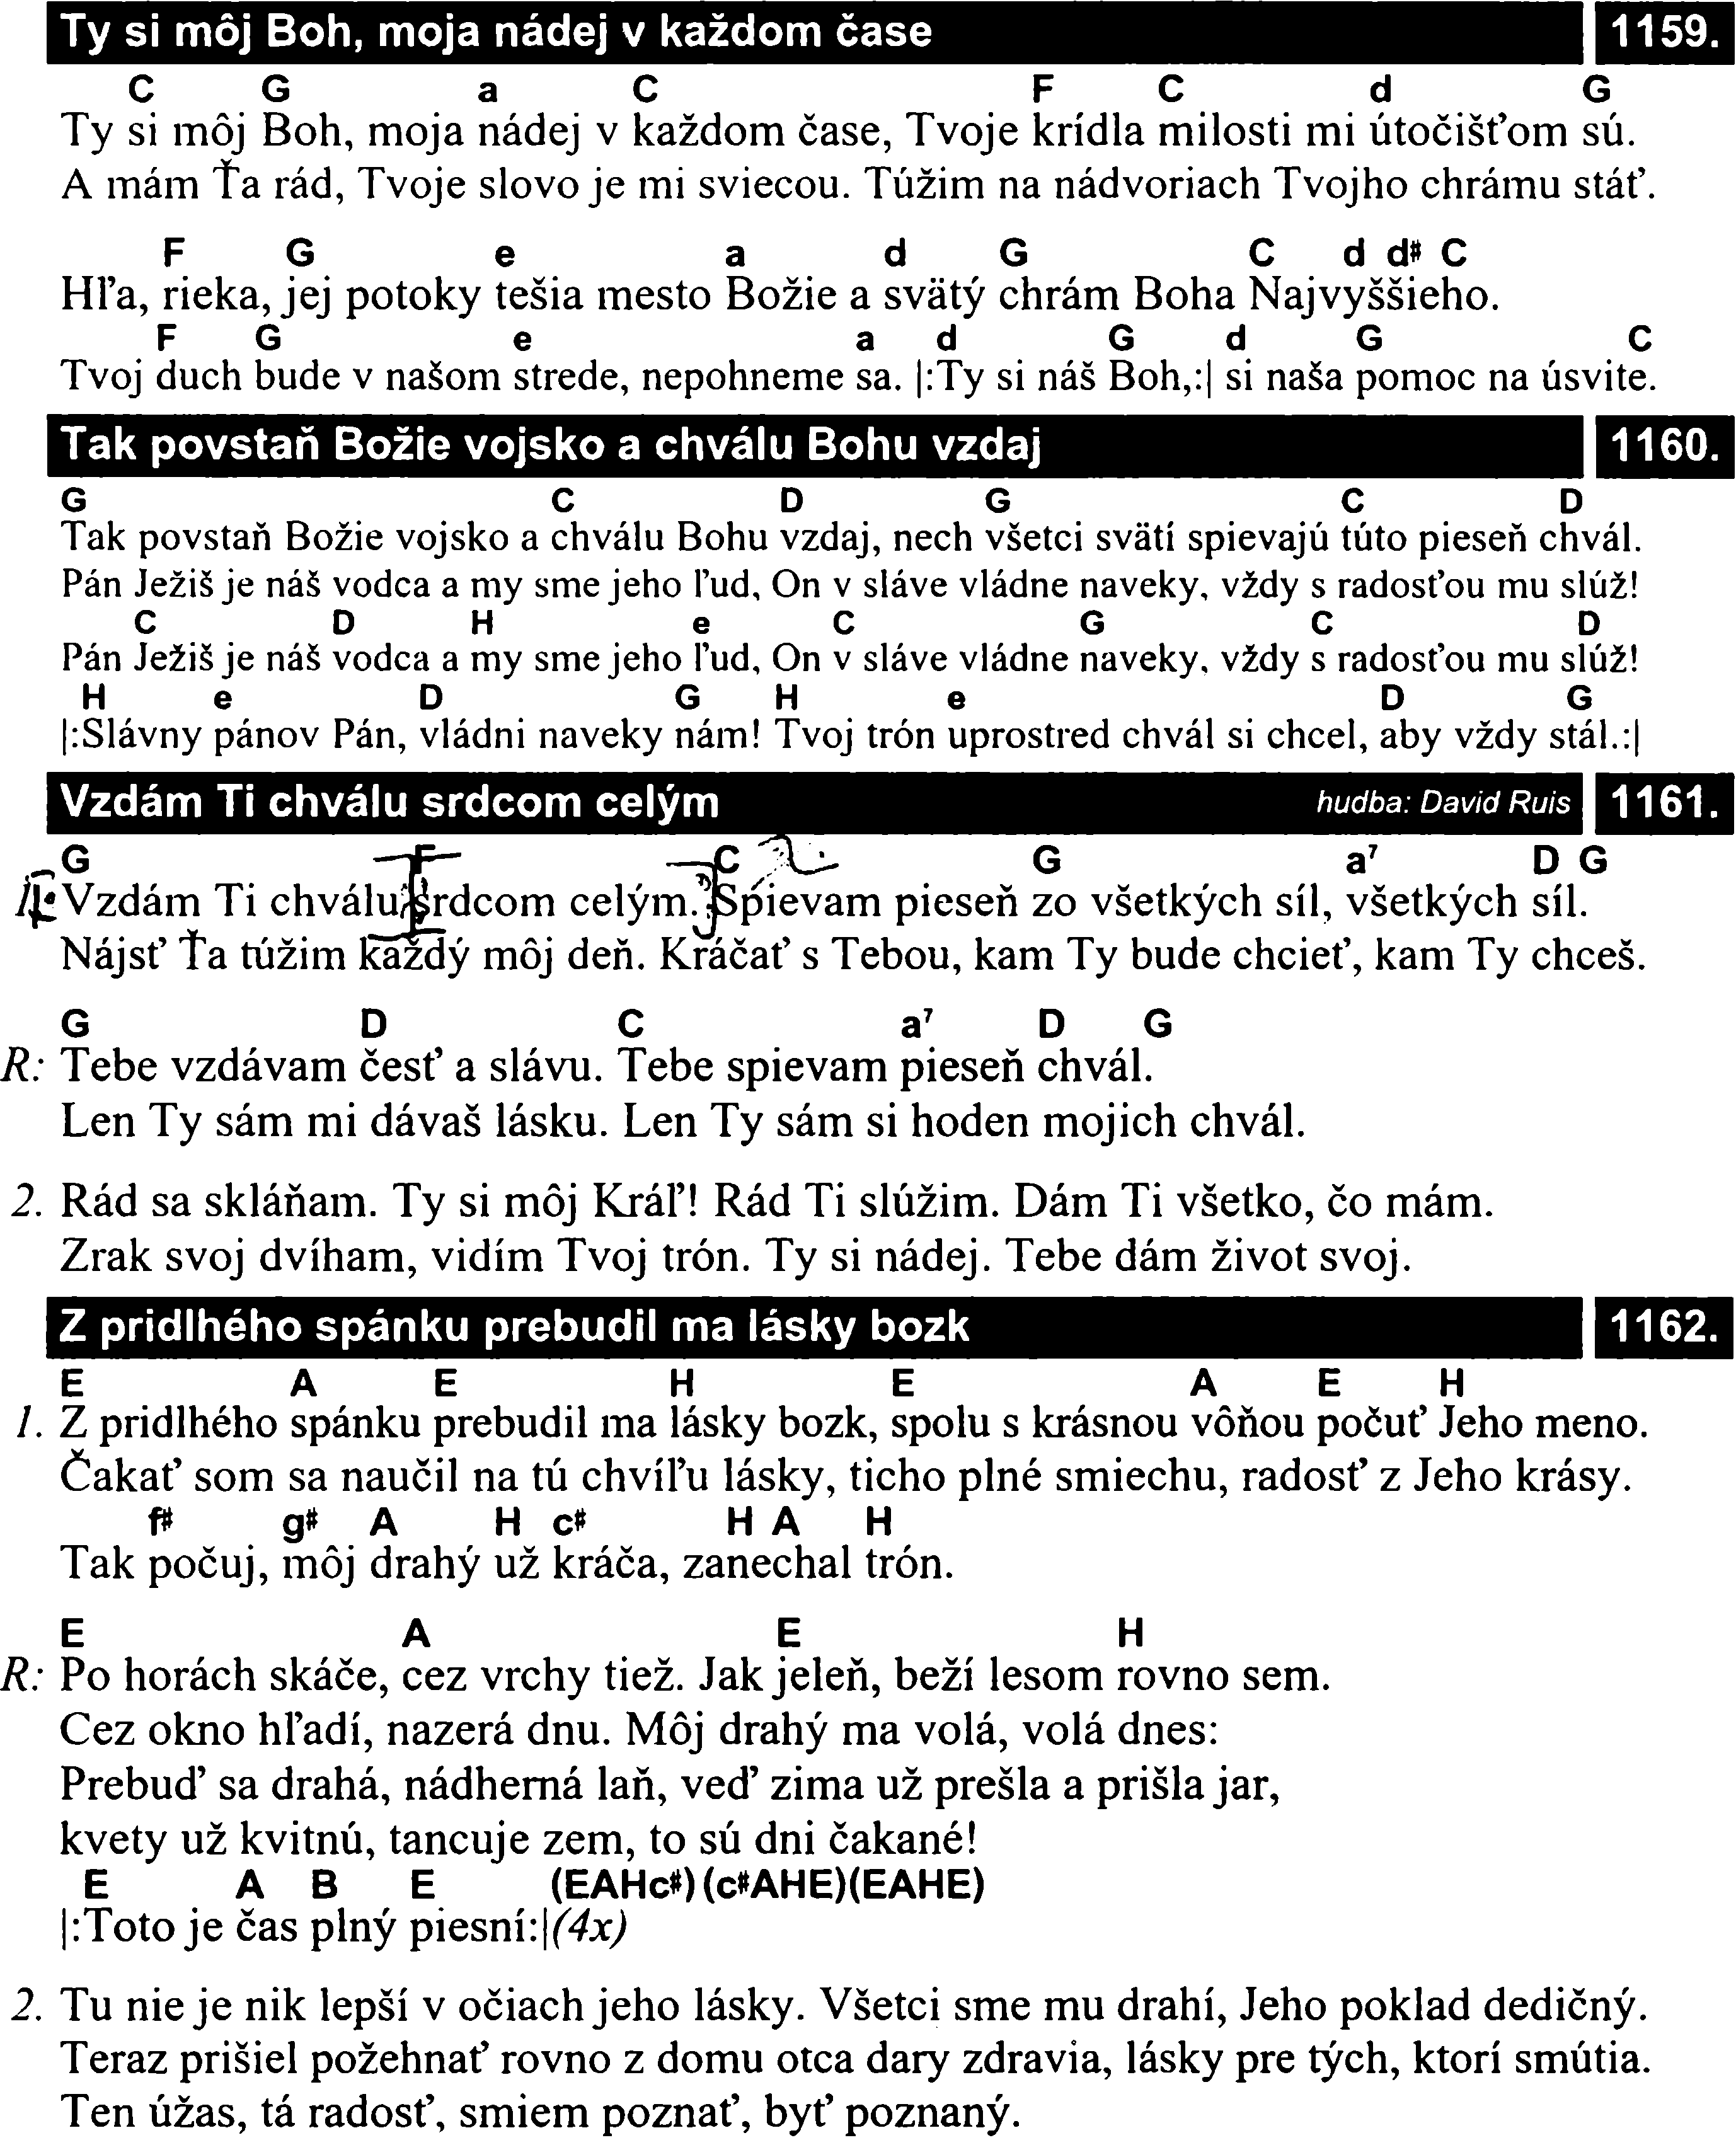 Ty si môj Boh, moja nádej v každom čase 1159.
C G a C F C d G
Ty si môj Boh, moja nádej v každom čase, Tvoje krídla milosti mi útočišťom sú.
A mám Ťa rád, Tvoje slovo je mi sviecou. Túžim na nádvoriach Tvojho chrámu stáť.
F G e a d G C d d# C
Hľa, rieka, jej potoky tešia mesto Božie a svätý chrám Boha Najvyššieho.
F G e a d G d G C
Tvoj duch bude v našom strede, nepohneme sa. |:Ty si náš Boh,:| si naša pomoc na úsvite.
Tak povstaň Božie vojsko a chválu Bohu vzdaj 1160.
G C D G C D
Tak povstaň Božie vojsko a chválu Bohu vzdaj, nech všetci svätí spievajú túto pieseň chvál.
Pán Ježiš je náš vodca a my sme jeho ľud, On v sláve vládne naveky, vždy s radosťou mu slúž!
C D H e C G C D
Pán Ježiš je náš vodca a my sme jeho ľud, On v sláve vládne naveky, vždy s radosťou mu slúž!
H e D G H e D G
|:Slávny pánov Pán, vládni naveky nám! Tvoj trón uprostred chvál si chcel, aby vždy stál.:|
Vzdám Ti chválu srdcom celým hudba: David Ruis 1161.
G F C G a7 D G
1. Vzdám Ti chválu srdcom celým. Spievam pieseň zo všetkých síl, všetkých síl.
Nájsť Ťa túžim každý môj deň. Kráčať s Tebou, kam Ty bude chcieť, kam Ty chceš.
G D C a7 D G
R: Tebe vzdávam česť a slávu. Tebe spievam pieseň chvál.
Len Ty sám mi dávaš lásku. Len Ty sám si hoden mojich chvál.
2. Rád sa skláňam. Ty si môj Kráľ! Rád Ti slúžim. Dám Ti všetko, čo mám.
Zrak svoj dvíham, vidím Tvoj trón. Ty si nádej. Tebe dám život svoj.
Z pridlhého spánku prebudil ma lásky bozk 1162.
E A E H E A E H
1. Z pridlhého spánku prebudil ma lásky bozk, spolu s krásnou vôňou počuť Jeho meno.
Čakať som sa naučil na tú chvíľu lásky, ticho plné smiechu, radosť z Jeho krásy.
f# g# A H c# H A H
Tak počuj, môj drahý už kráča, zanechal trón.
E A E H
R: Po horách skáče, cez vrchy tiež. Jak jeleň, beží lesom rovno sem.
Cez okno hľadí, nazerá dnu. Môj drahý ma volá, volá dnes:
Prebuď sa drahá, nádherná laň, veď zima už prešla a prišla jar,
kvety už kvitnú, tancuje zem, to sú dni čakané!
E A B E (EAHc#) (c#AHE)(EAHE)
|:Toto je čas plný piesní:|(4x)
2. Tu nie je nik lepší v očiach jeho lásky. Všetci sme mu drahí, Jeho poklad dedičný.
Teraz prišiel požehnať rovno z domu otca dary zdravia, lásky pre tých, ktorí smútia.
Ten úžas, tá radosť, smiem poznať, byť poznaný.